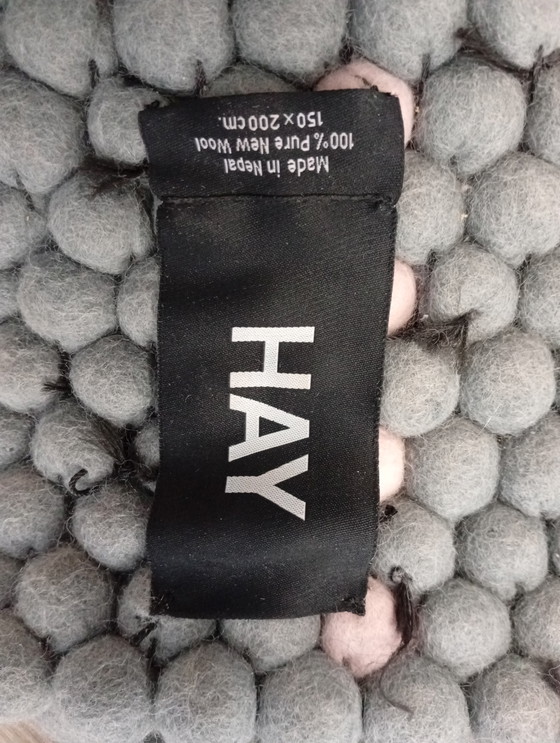 Made in Nepal
100% Pure New Wool
150 x 200 cm.
HAY